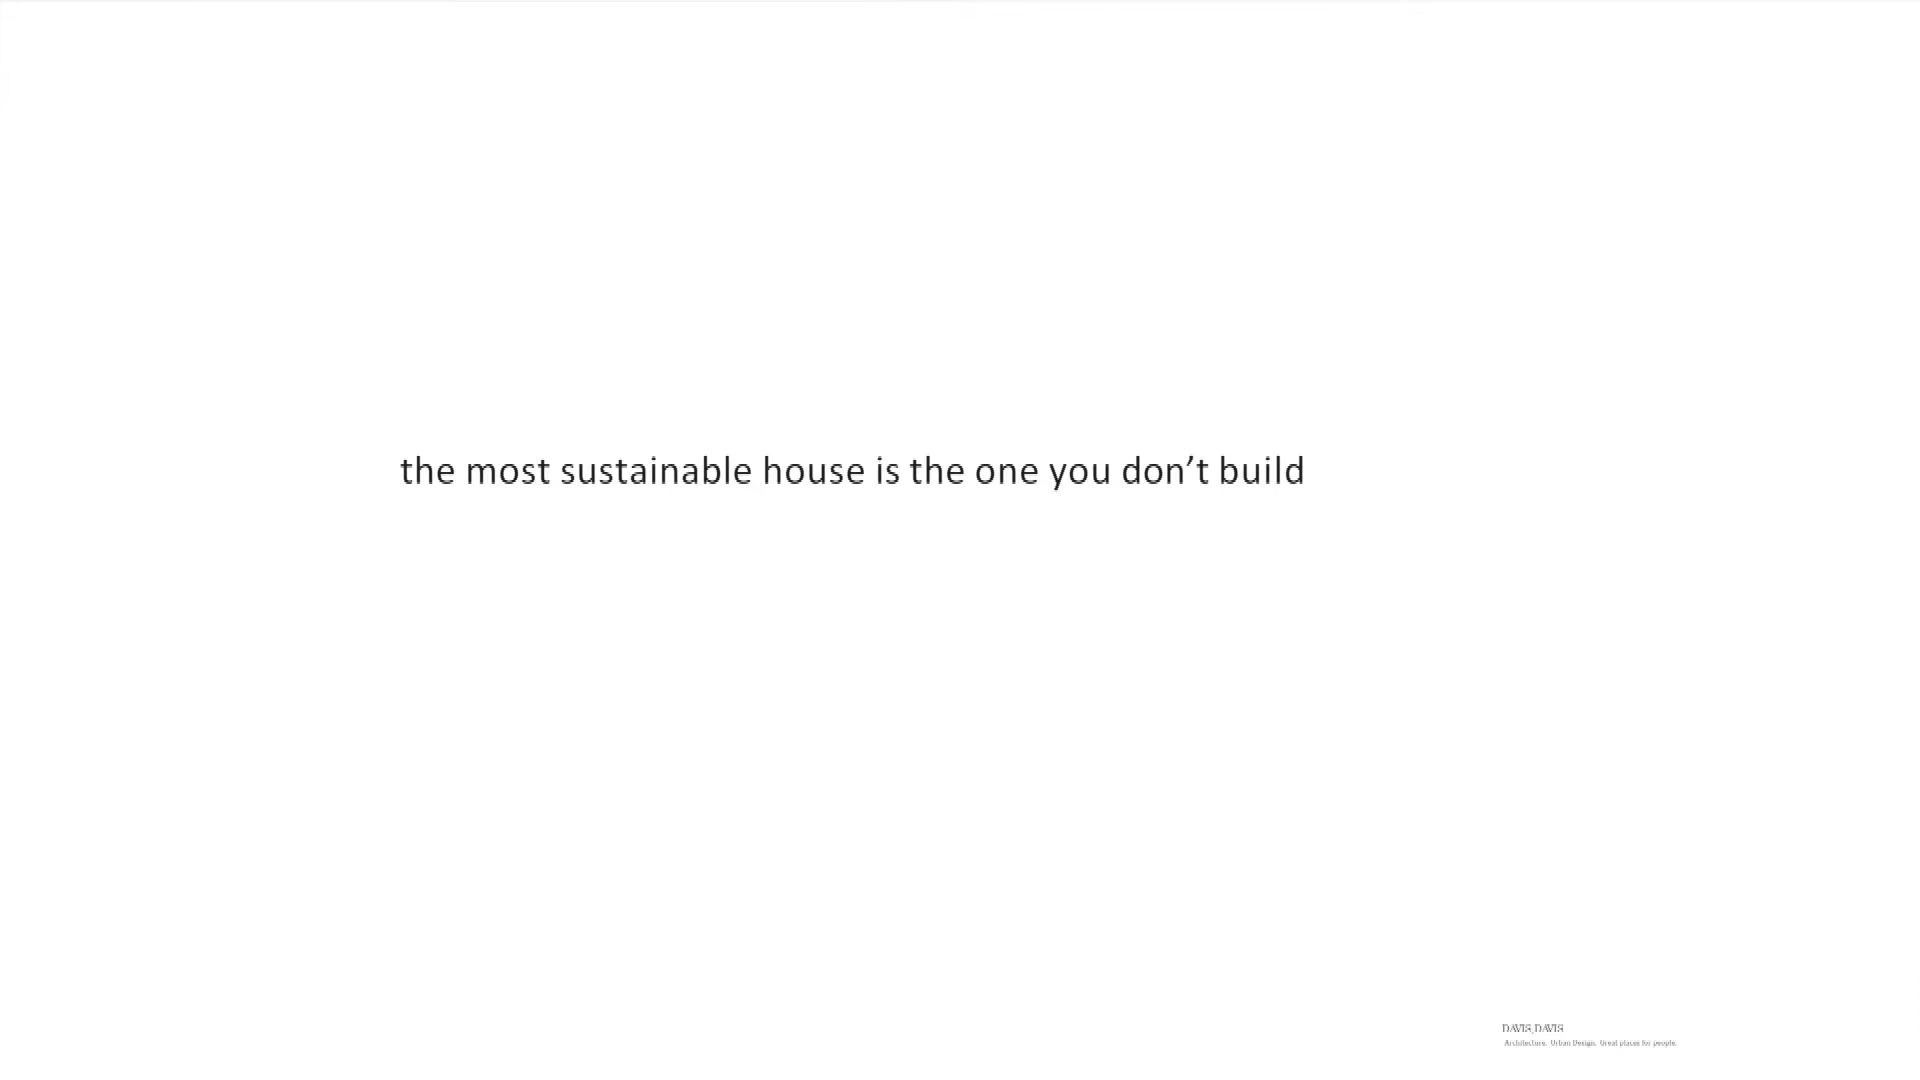 the most sustainable house is the one you don’t build
DAVIS, DAVIS
Architecture. Urban Design. Great places for people.